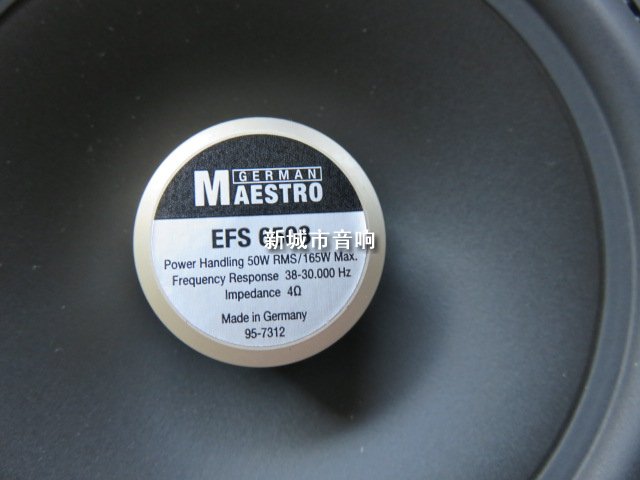 GERMAN
MAESTRO
EFS
新城市音响
Power Handling 50W RMS/165W Max.
Frequency Response 38-30.000 Hz
Impedance 4Ω
Made in Germany
95-7312